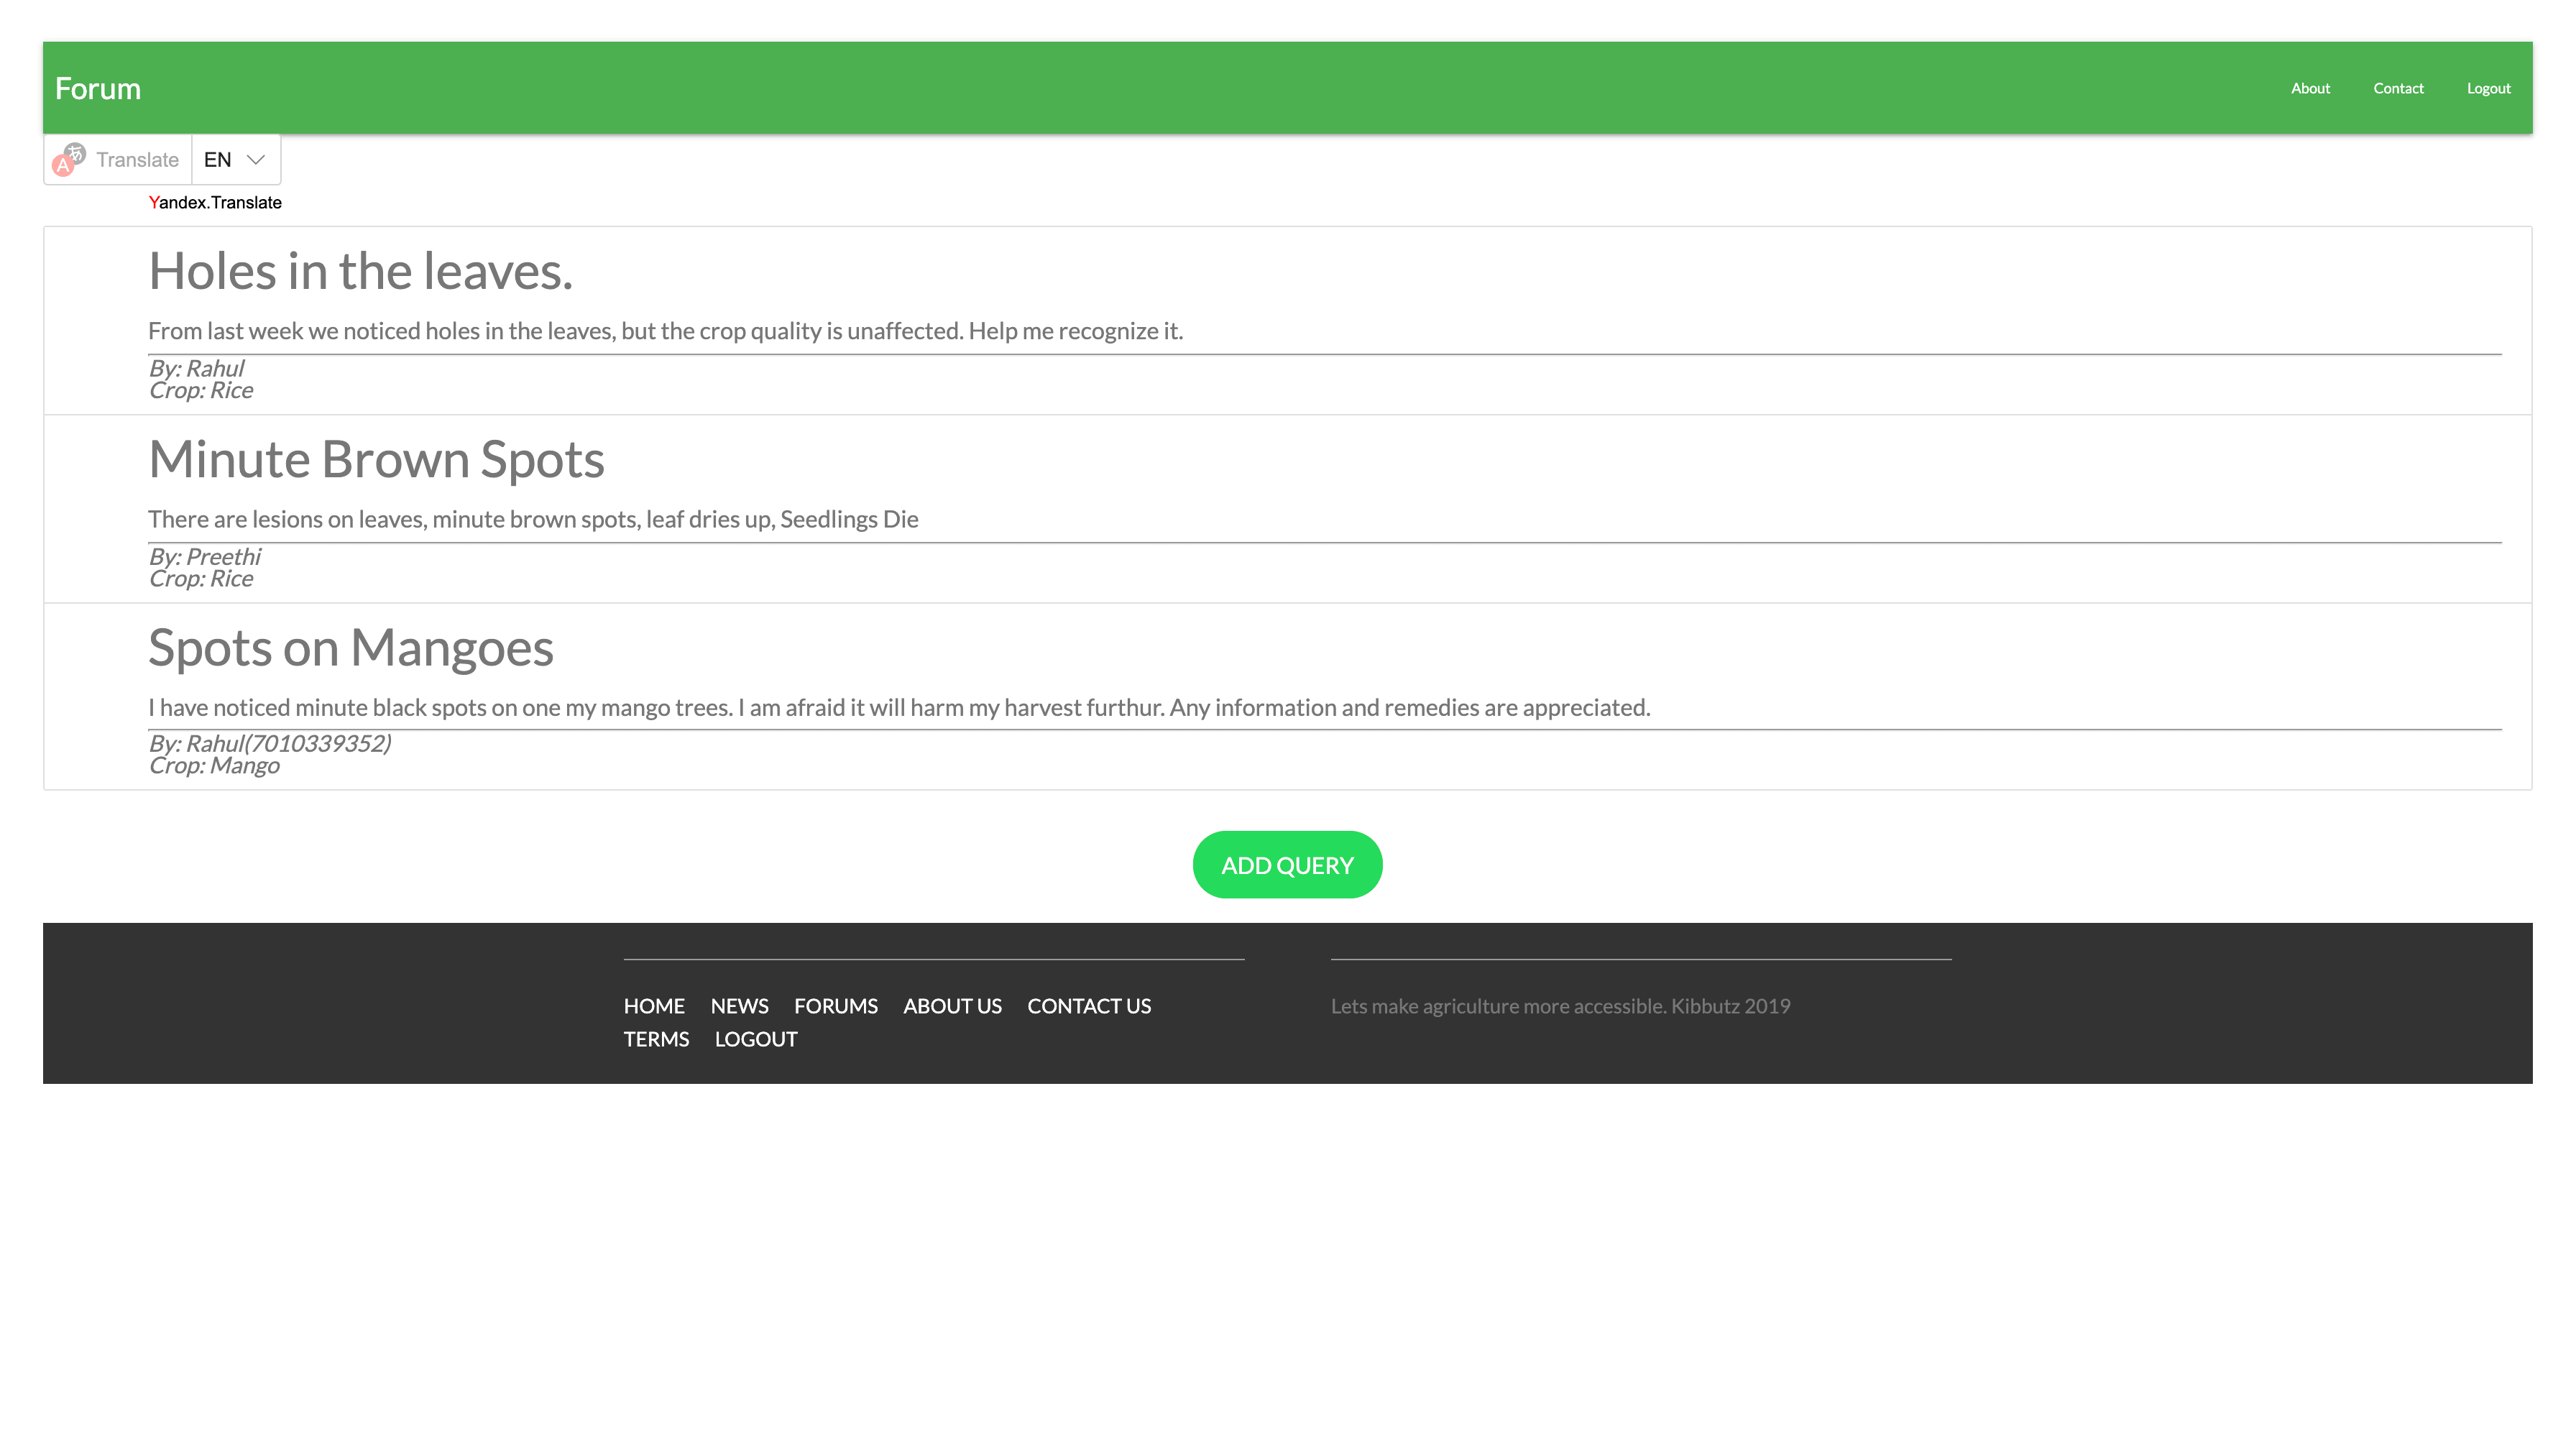 Forum
About Contact Logout
あ A Translate EN
Yandex.Translate
Holes in the leaves.
From last week we noticed holes in the leaves, but the crop quality is unaffected. Help me recognize it.
By: Rahul
Crop: Rice
Minute Brown Spots
There are lesions on leaves, minute brown spots, leaf dries up, Seedlings Die
By: Preethi
Crop: Rice
Spots on Mangoes
I have noticed minute black spots on one my mango trees. I am afraid it will harm my harvest furthur. Any information and remedies are appreciated.
By: Rahul(7010339352)
Crop: Mango
ADD QUERY
HOME NEWS FORUMS ABOUT US CONTACT US
TERMS LOGOUT
Lets make agriculture more accessible. Kibbutz 2019